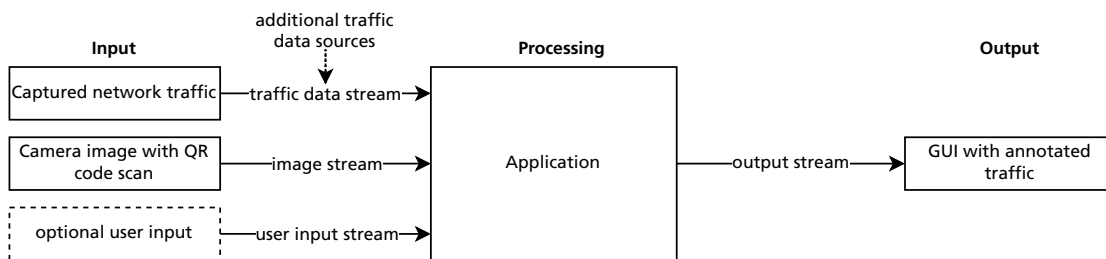 additional traffic
data sources
Input
Processing
Output
Captured network traffic
traffic data stream
Camera image with QR
code scan
image stream
Application
output stream
GUI with annotated
traffic
optional user input
user input stream